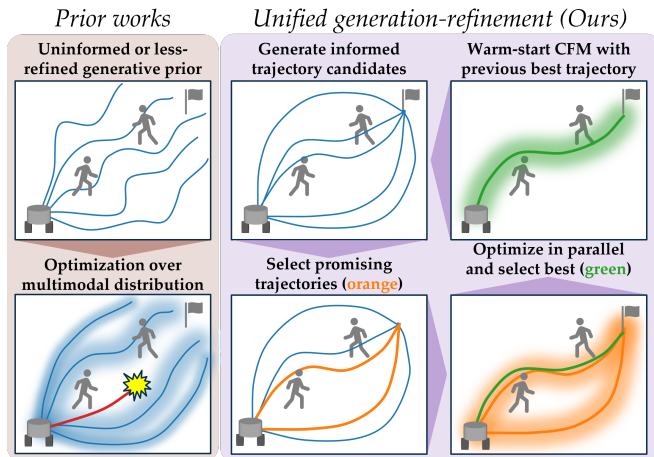 Prior works
Unified generation-refinement (Ours)
Uninformed or less-
refined generative prior
Generate informed
trajectory candidates
Warm-start CFM with
previous best trajectory
Optimization over
multimodal distribution
Select promising
trajectories (orange)
Optimize in parallel
and select best (green)